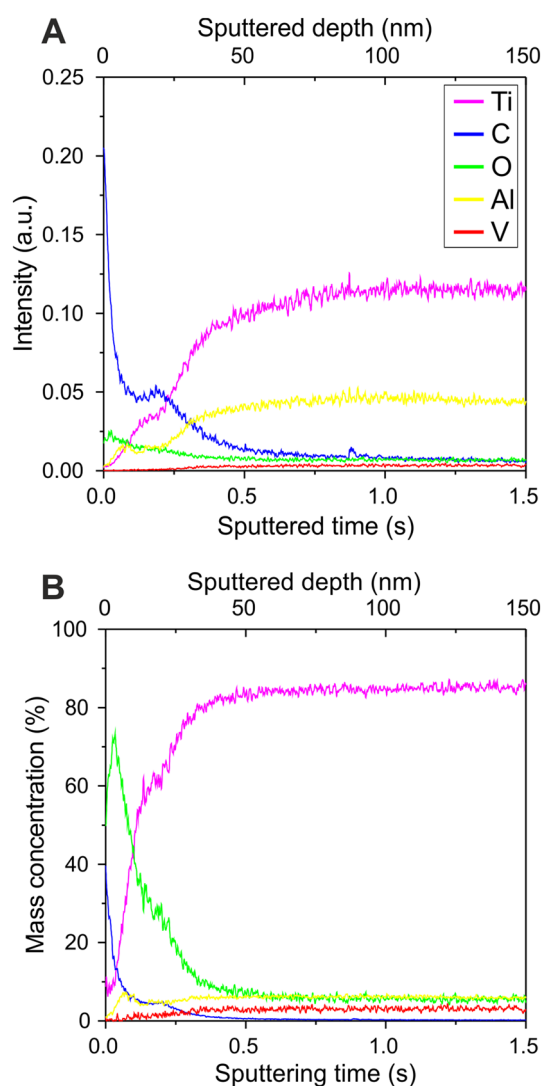 A
Sputtered depth (nm)
0 50 100 150
0.25
0.20
0.15
0.10
0.05
0.00
Intensity (a.u.)
Ti
C
O
Al
V
0.0 0.5 1.0 1.5
Sputtered time (s)
B
Sputtered depth (nm)
0 50 100 150
100
80
60
40
20
0
Mass concentration (%)
0.0 0.5 1.0 1.5
Sputtering time (s)